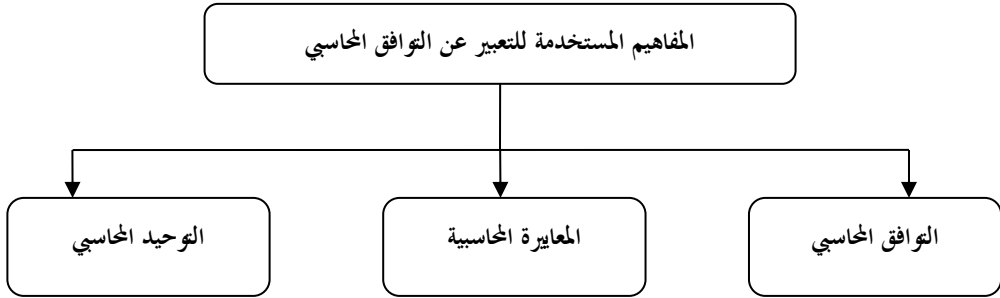 المفاهيم المستخدمة للتعبير عن التوافق المحاسبي
التوافق المحاسبي
المعايرة المحاسبية
التوحيد المحاسبي